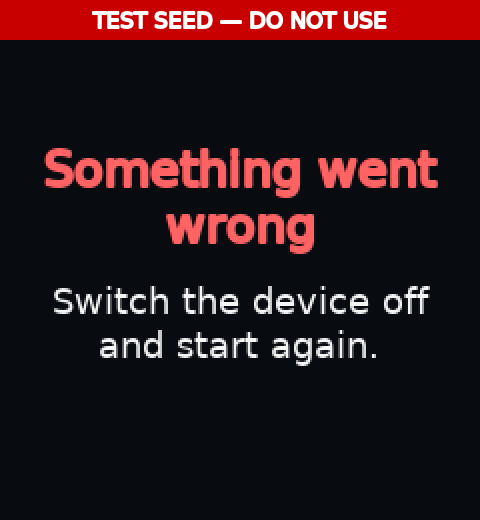 TEST SEED — DO NOT USE
Something went
wrong
Switch the device off
and start again.